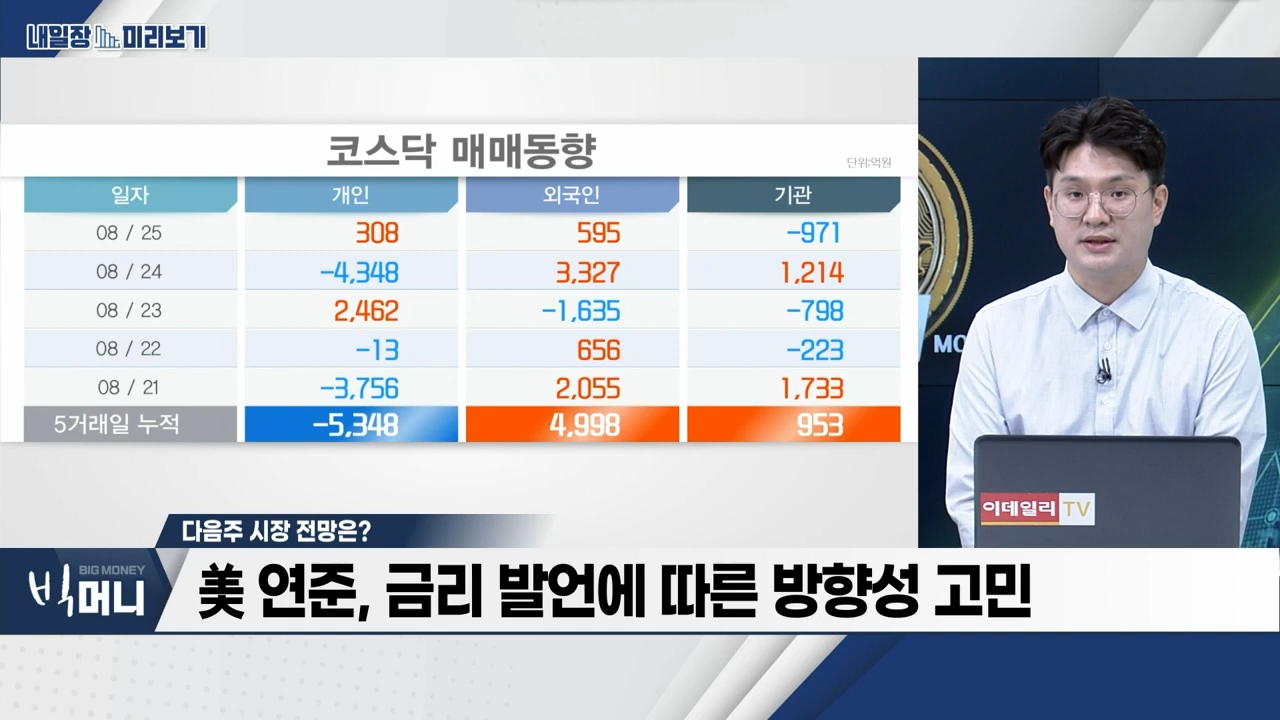 내일장 미리보기
코스닥 매매동향
단위:억원
일자 개인 외국인 기관
08 / 25 308 595 -971
08 / 24 -4,348 3,327 1,214
08 / 23 2,462 -1,635 -798
08 / 22 -13 656 -223
08 / 21 -3,756 2,055 1,733
5거래일 누적 -5,348 4,998 953
MO
이데일리 TV
다음주 시장 전망은?
BIG MONEY
빅머니
美 연준, 금리 발언에 따른 방향성 고민